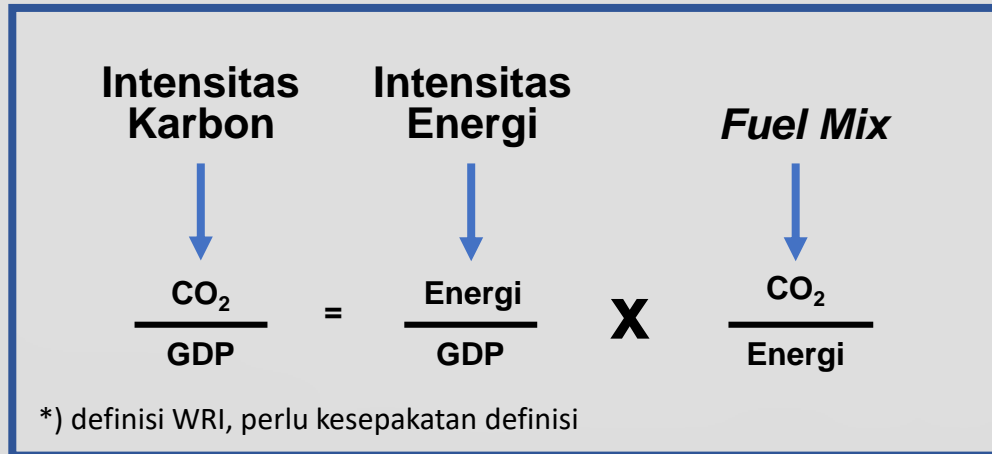 Intensitas
Karbon
Intensitas
Energi
Fuel Mix
CO₂
GDP
=
Energi
GDP
X
CO₂
Energi
*) definisi WRI, perlu kesepakatan definisi